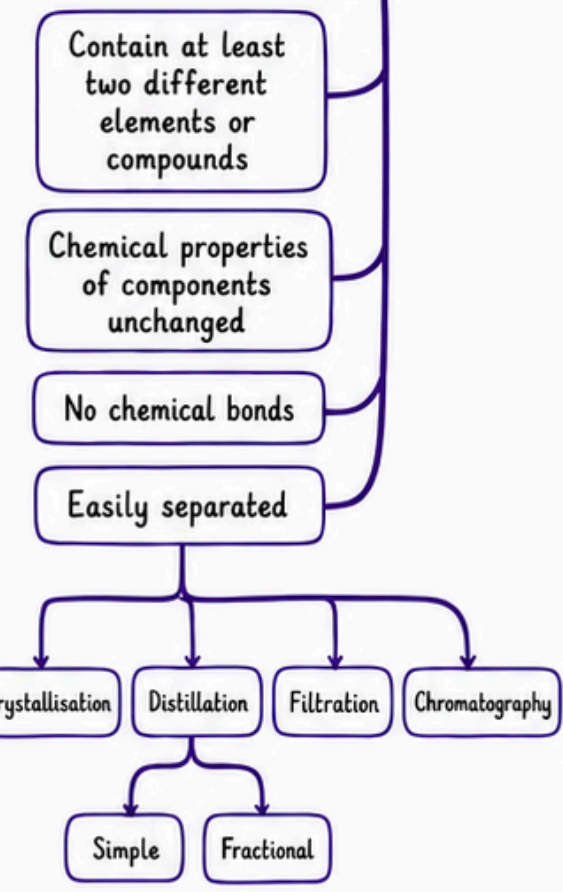 Contain at least
two different
elements or
compounds
Chemical properties
of components
unchanged
No chemical bonds
Easily separated
rystallisation
Distillation
Filtration
Chromatography
Simple
Fractional